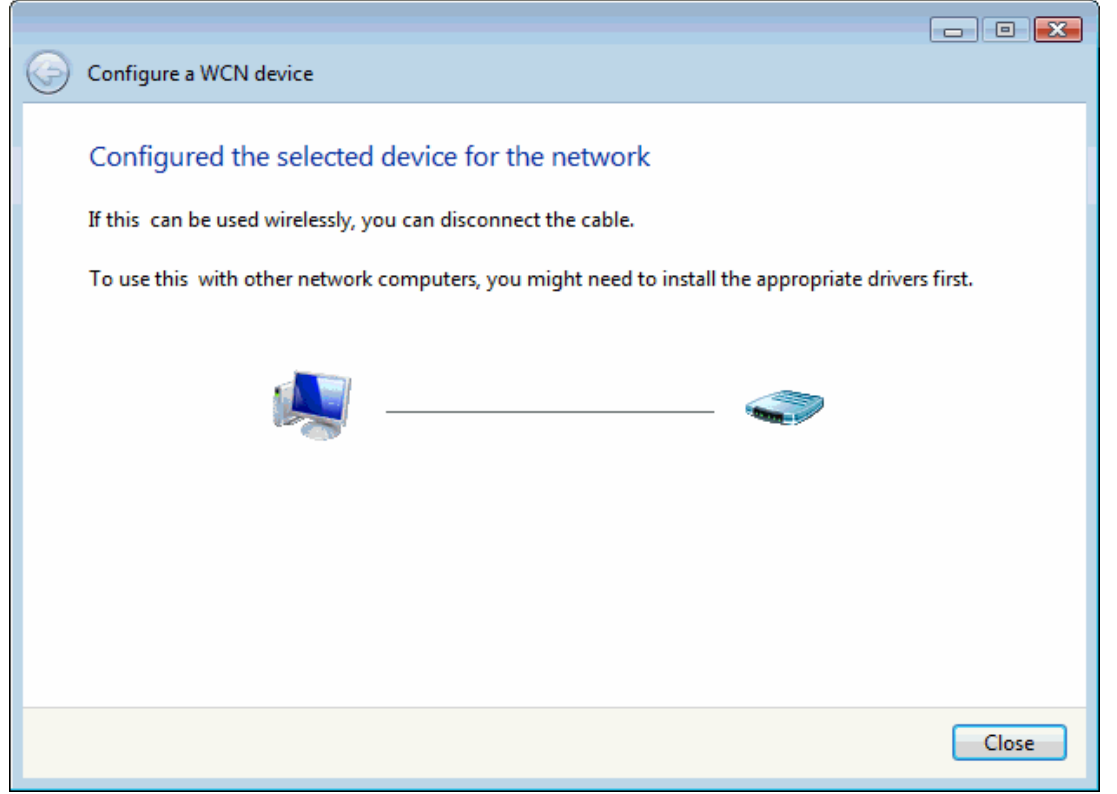 Configure a WCN device
Configured the selected device for the network
If this  can be used wirelessly, you can disconnect the cable.
To use this  with other network computers, you might need to install the appropriate drivers first.
Close